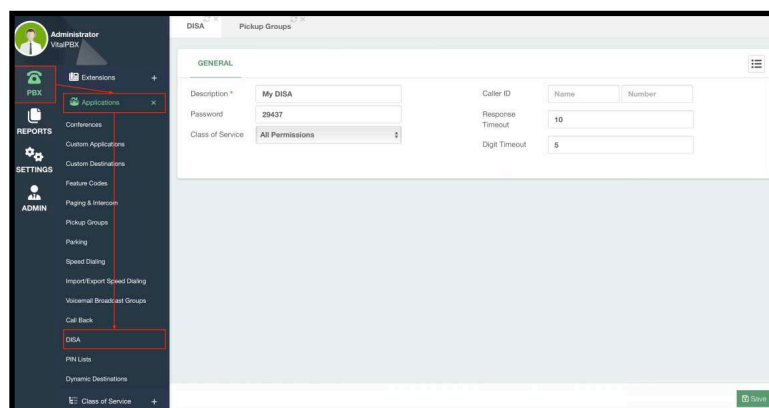 Administrator
VitalPBX
PBX
REPORTS
SETTINGS
ADMIN
Extensions +
Applications ×
Conferences
Custom Applications
Custom Destinations
Feature Codes
Paging & Intercom
Pickup Groups
Parking
Speed Dialing
Import/Export Speed Dialing
Voicemail Broadcast Groups
Call Back
DISA
PIN Lists
Dynamic Destinations
Class of Service +
DISA
Pickup Groups
GENERAL
Description * My DISA
Password 29437
Class of Service All Permissions
Caller ID Name Number
Response Timeout 10
Digit Timeout 5
Save